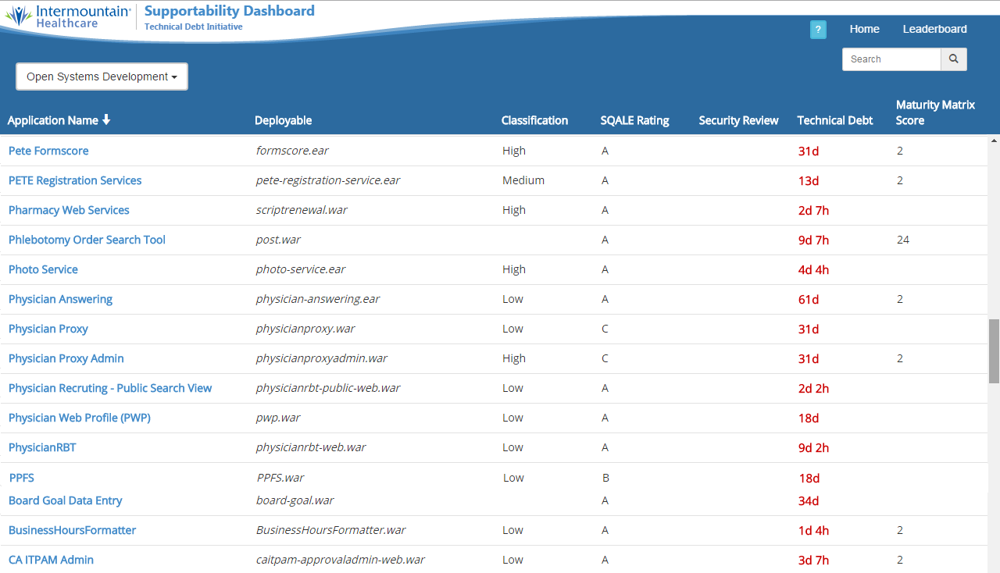 Intermountain®
Healthcare
Supportability Dashboard
Technical Debt Initiative
? Home Leaderboard
Search
Open Systems Development
Application Name Deployable Classification SQALE Rating Security Review Technical Debt Maturity Matrix Score
Pete Formscore formscore.ear High A 31d 2
PETE Registration Services pete-registration-service.ear Medium A 13d 2
Pharmacy Web Services scriptrenewal.war High A 2d 7h
Phlebotomy Order Search Tool post.war A 9d 7h 24
Photo Service photo-service.ear High A 4d 4h
Physician Answering physician-answering.ear Low A 61d 2
Physician Proxy physicianproxy.war Low C 31d
Physician Proxy Admin physicianproxyadmin.war High C 31d 2
Physician Recruting - Public Search View physicianrbt-public-web.war Low A 2d 2h
Physician Web Profile (PWP) pwp.war Low A 18d
PhysicianRBT physicianrbt-web.war Low A 9d 2h
PPFS PPFS.war Low B 18d
Board Goal Data Entry board-goal.war A 34d
BusinessHoursFormatter BusinessHoursFormatter.war Low A 1d 4h 2
CA ITPAM Admin caitpam-approvaladmin-web.war Low A 3d 7h 2